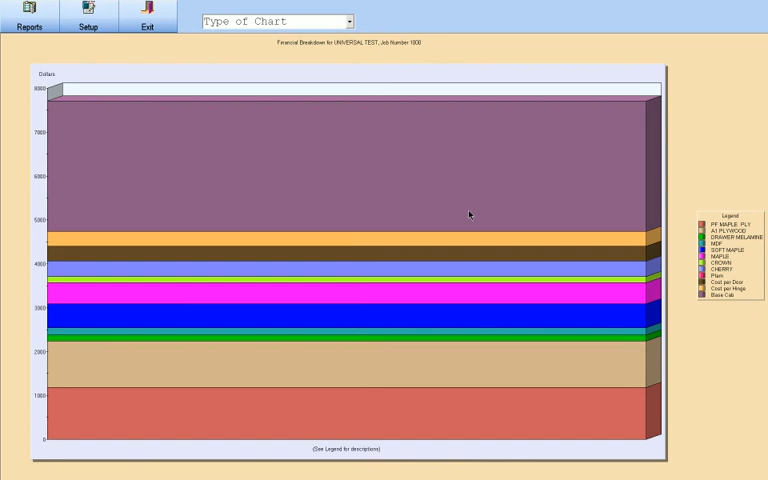 Reports
Setup
Exit
Type of Chart
Financial Breakdown for UNIVERSAL TEST, Job Number 1000
Dollars
8000
7000
6000
5000
4000
3000
2000
1000
0
(See Legend for descriptions)
Legend
PF MAPLE PLY
A1 PLYWOOD
DRAWER MELAMINE
MDF
SOFT MAPLE
MAPLE
CROWN
CHERRY
Plam
Cost per Door
Cost per Hinge
Base Cab